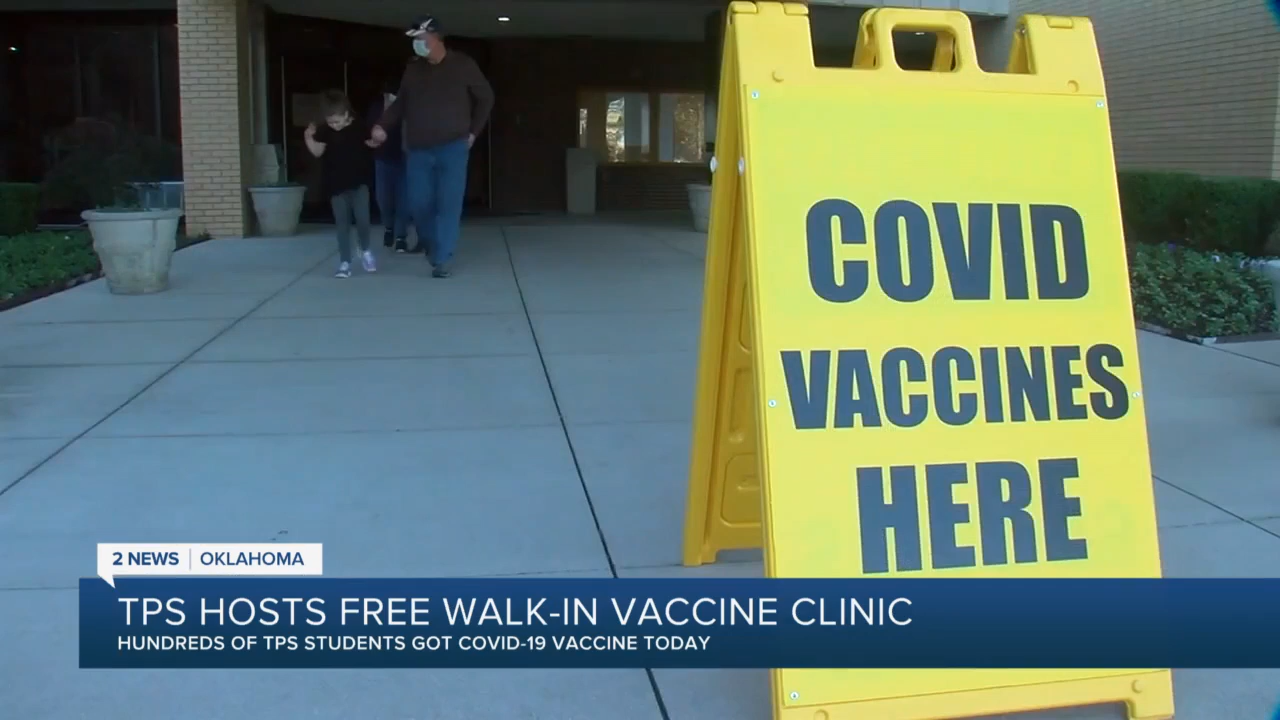 COVID
VACCINES
HERE
2 NEWS | OKLAHOMA
TPS HOSTS FREE WALK-IN VACCINE CLINIC
HUNDREDS OF TPS STUDENTS GOT COVID-19 VACCINE TODAY